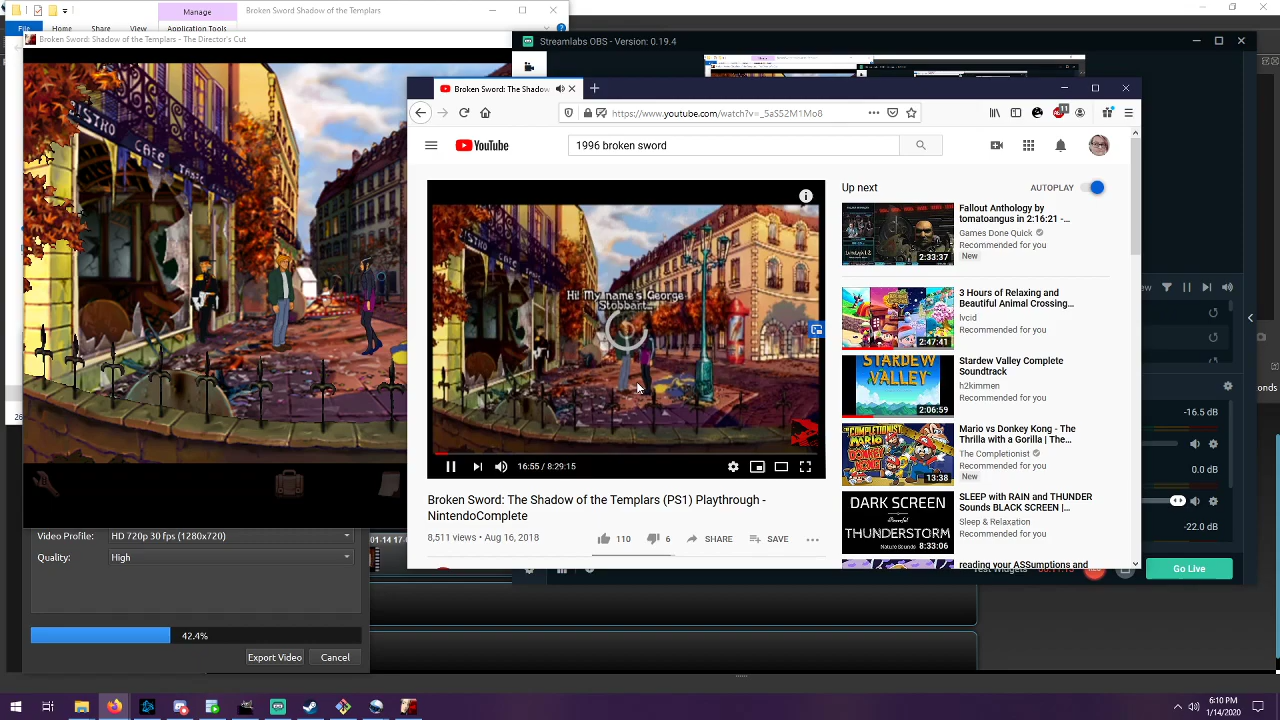 Manage
Broken Sword Shadow of the Templars
File
Home
Share
View
Application Tools
Broken Sword: Shadow of the Templars - The Director's Cut
Streamlabs OBS - Version: 0.19.4
Broken Sword: The Shadow
https://www.youtube.com/watch?v=_5aS52M1Mo8
11
YouTube
1996 broken sword
BISTRO
CAFE
Up next
AUTOPLAY
Hi! My name's George
Stobbart...
16:55 / 8:29:15
Broken Sword: The Shadow of the Templars (PS1) Playthrough -
NintendoComplete
8,511 views • Aug 16, 2018
110
6
SHARE
SAVE
Fallout Anthology by
tomatoangus in 2:16:21 -...
Games Done Quick
Recommended for you
New
2:33:37
3 Hours of Relaxing and
Beautiful Animal Crossing...
lvcid
Recommended for you
2:47:41
Stardew Valley Complete
Soundtrack
h2kimmen
Recommended for you
STARDEW
VALLEY
2:06:59
Mario vs Donkey Kong - The
Thrilla with a Gorilla | The...
The Completionist
Recommended for you
New
13:38
SLEEP with RAIN and THUNDER
Sounds BLACK SCREEN |...
Sleep & Relaxation
Recommended for you
DARK SCREEN
THUNDERSTORM
8:33:06
reading your ASSumptions and
-16.5 dB
0.0 dB
-22.0 dB
Go Live
Video Profile:
HD 720p 30 fps (1280x720)
Quality:
High
42.4%
Export Video
Cancel
6:10 PM
1/14/2020